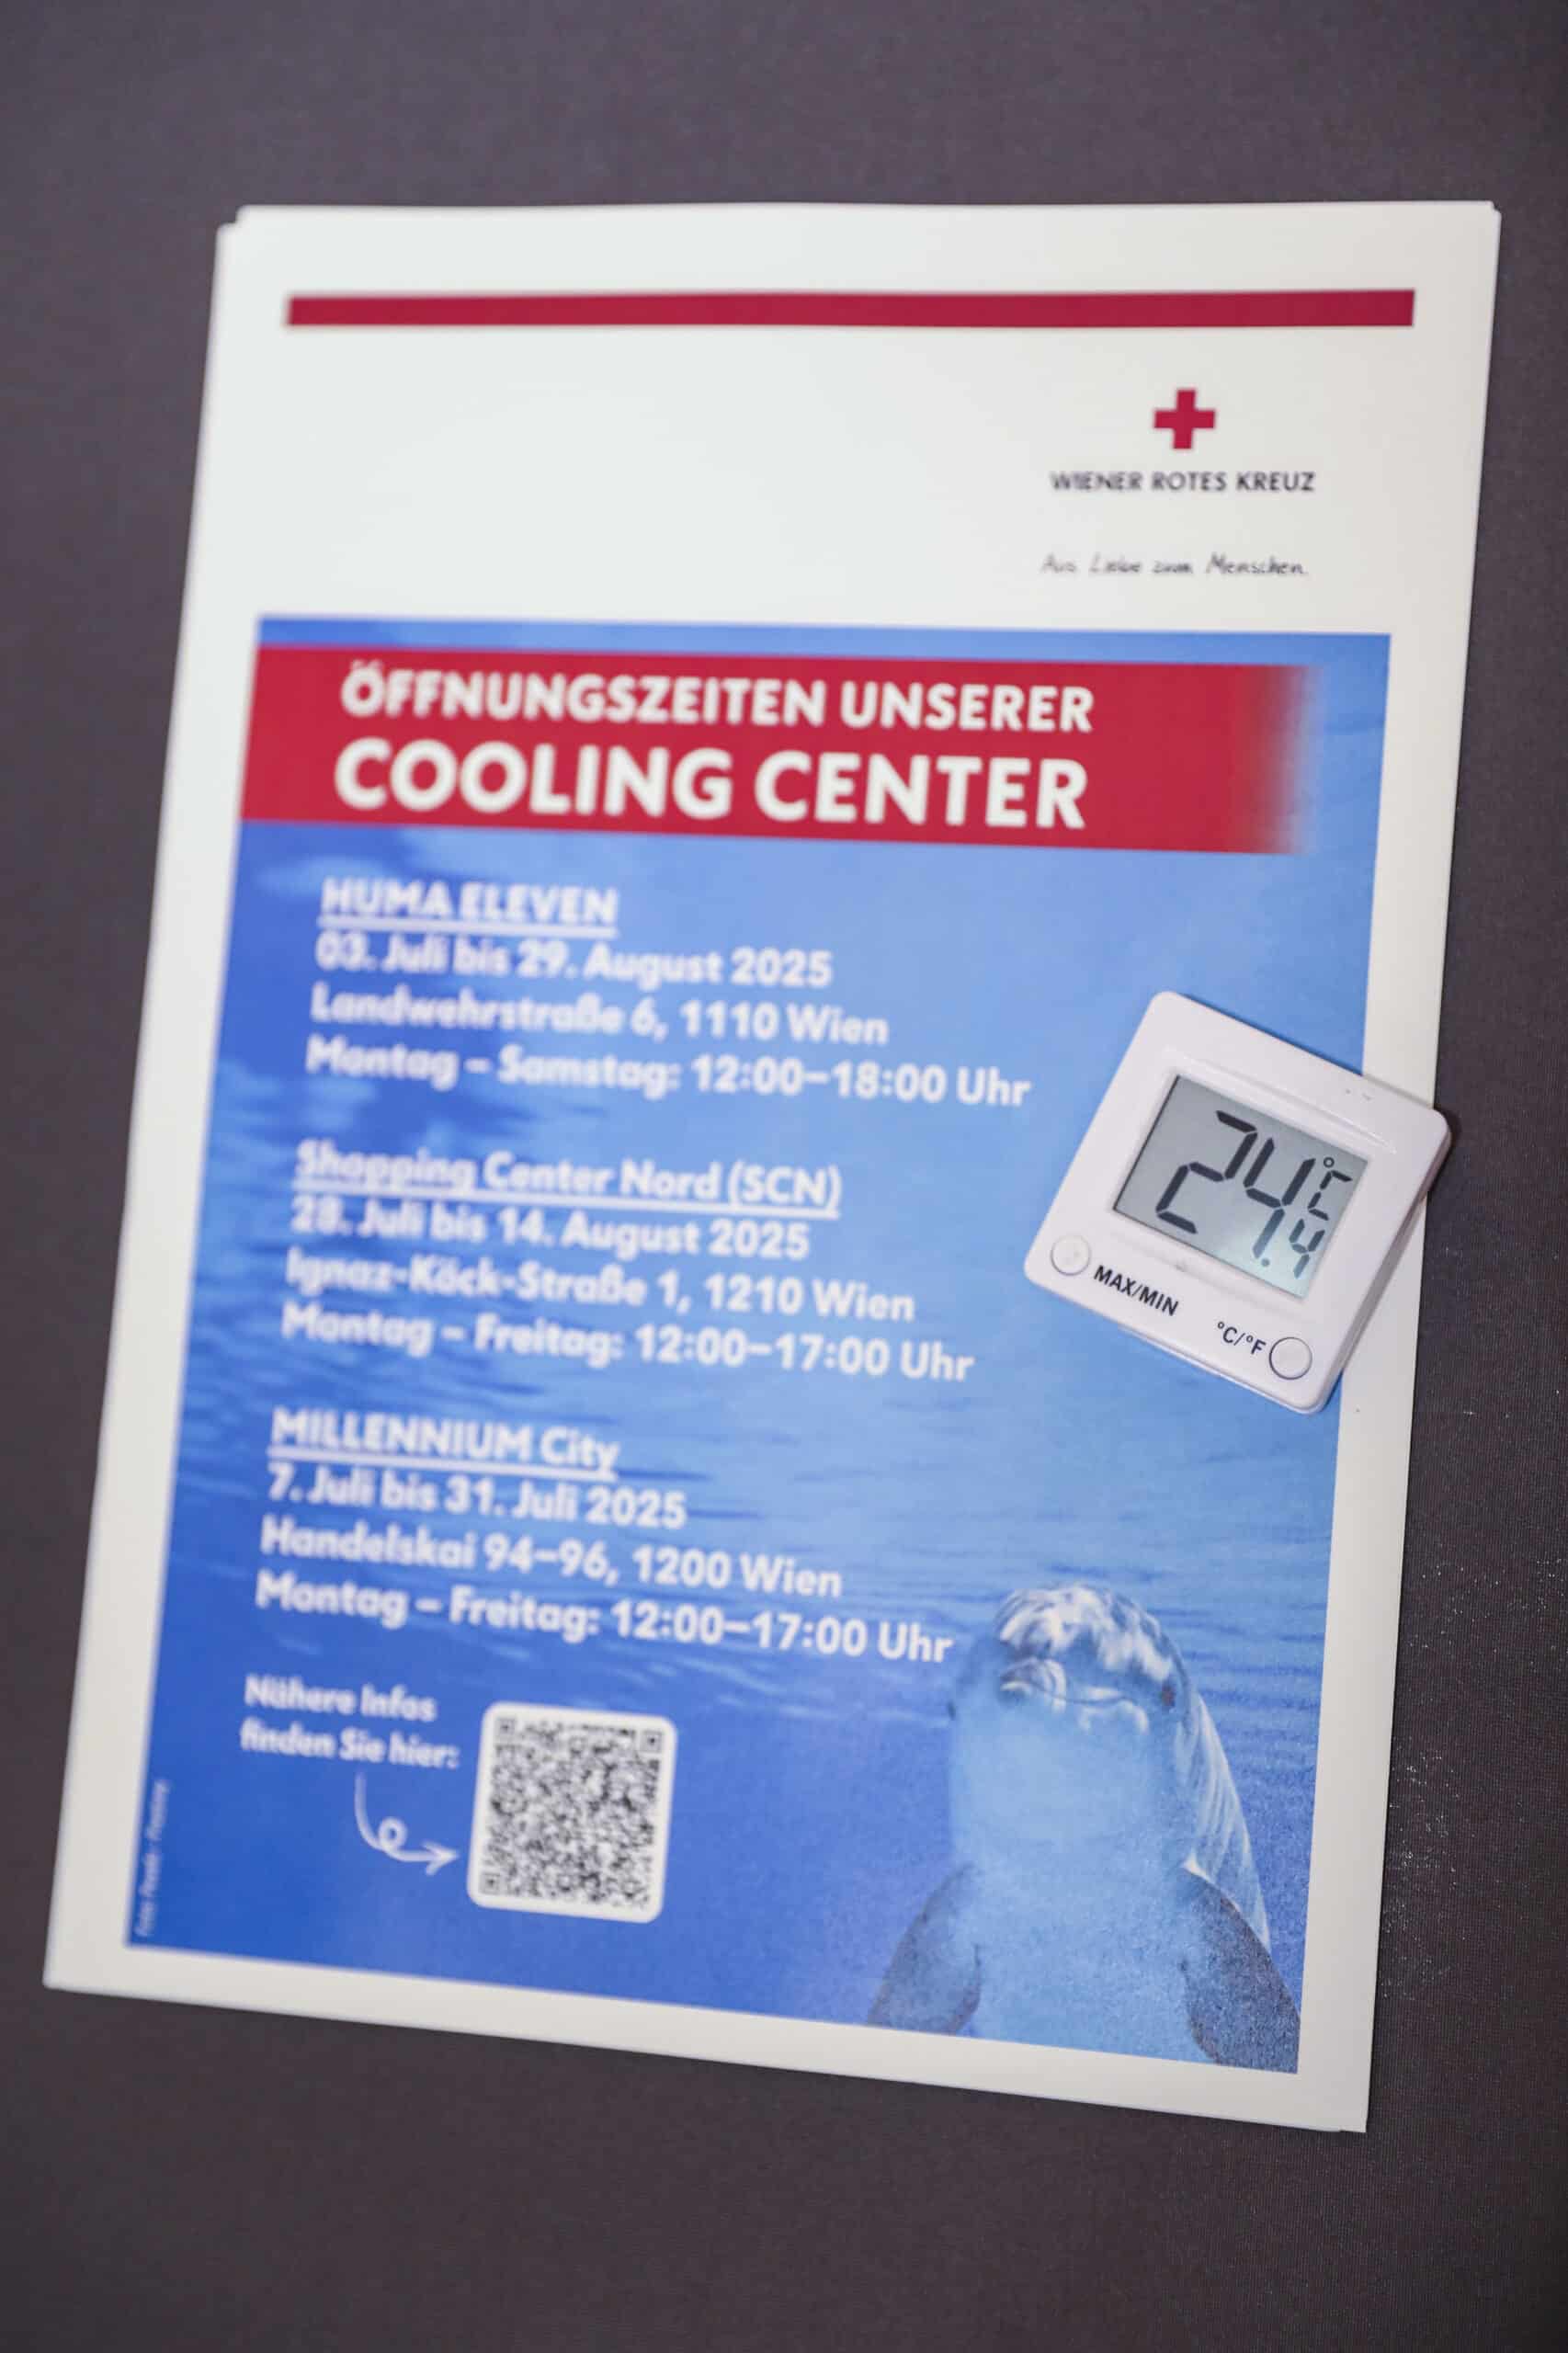 WIENER ROTES KREUZ
Aus Liebe zum Menschen.
ÖFFNUNGSZEITEN UNSERER
COOLING CENTER
HUMA ELEVEN
03. Juli bis 29. August 2025
Landwehrstraße 6, 1110 Wien
Montag – Samstag: 12:00–18:00 Uhr
Shopping Center Nord (SCN)
28. Juli bis 14. August 2025
Ignaz-Köck-Straße 1, 1210 Wien
Montag – Freitag: 12:00–17:00 Uhr
MILLENNIUM City
7. Juli bis 31. Juli 2025
Handelskai 94–96, 1200 Wien
Montag – Freitag: 12:00–17:00 Uhr
Nähere Infos
finden Sie hier:
24.4 °C
MAX/MIN
°C/°F